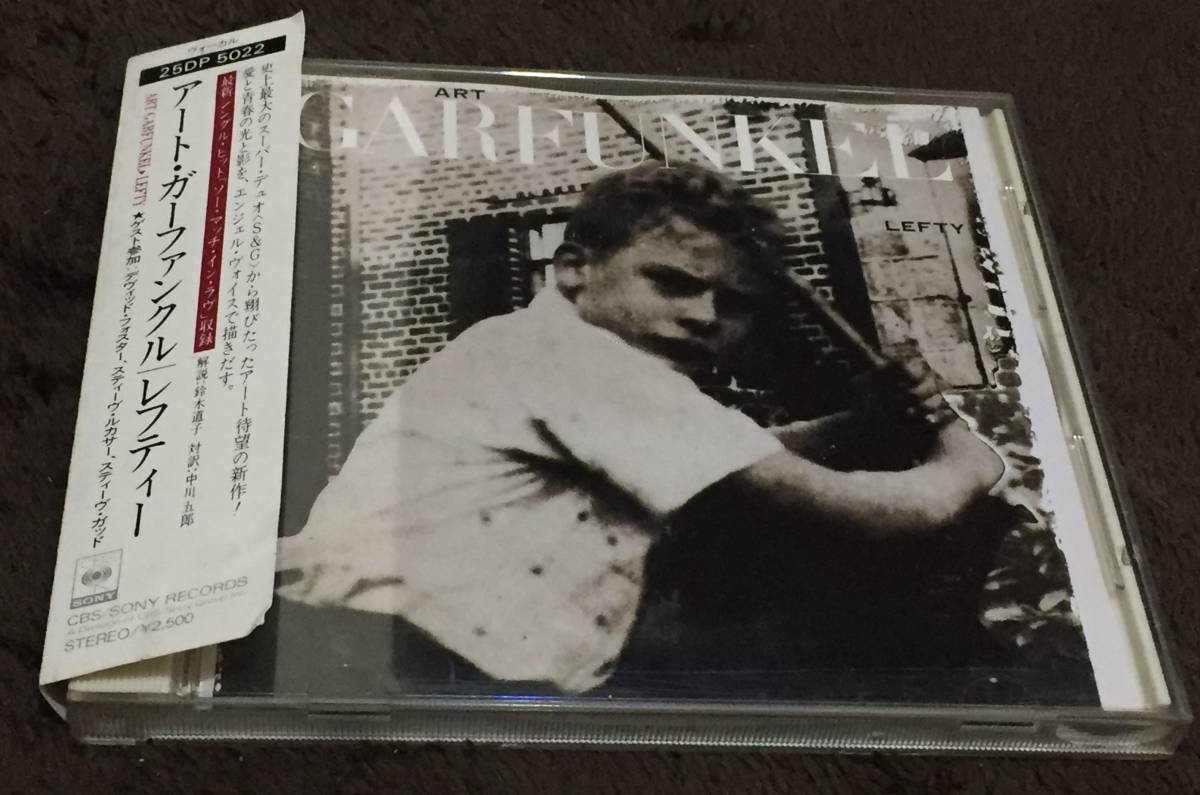 ヴォーカル
25DP 5022
史上最大のスーパー・デュオ〈S&G〉から翔びたったアート待望の新作!
愛と青春の光と影を、エンジェル・ヴォイスで描きだす。
最新シングル・ヒット「ソー・マッチ・イン・ラヴ」収録
解説:鈴木道子 対訳:中川五郎
アート・ガーファンクル/レフティー
ART GARFUNKEL●LEFTY
★ゲスト参加:デヴィッド・フォスター、スティーヴ・ルカサー、スティーヴ・ガッド
SONY
CBS/SONY RECORDS
A Division of CBS/Sony Group Inc.
STEREO/¥2,500
ART
GARFUNKEL
LEFTY